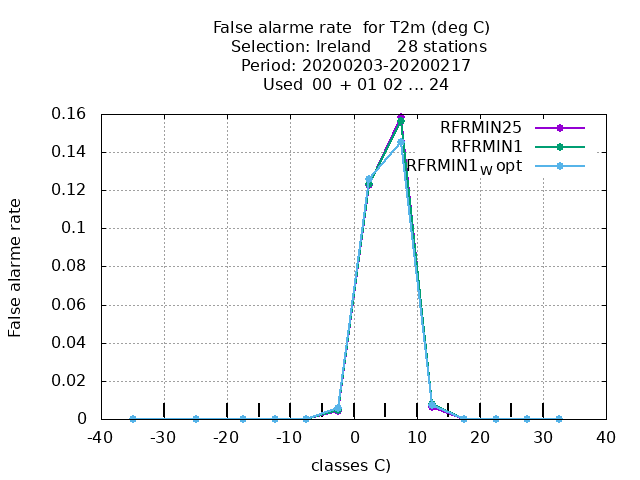 False alarme rate  for T2m (deg C)
Selection: Ireland     28 stations
Period: 20200203-20200217
Used  00 + 01 02 ... 24
0.16
0.14
0.12
0.1
0.08
0.06
0.04
0.02
0
False alarme rate
RFRMIN25
RFRMIN1
RFRMIN1W opt
-40 -30 -20 -10 0 10 20 30 40
classes C)